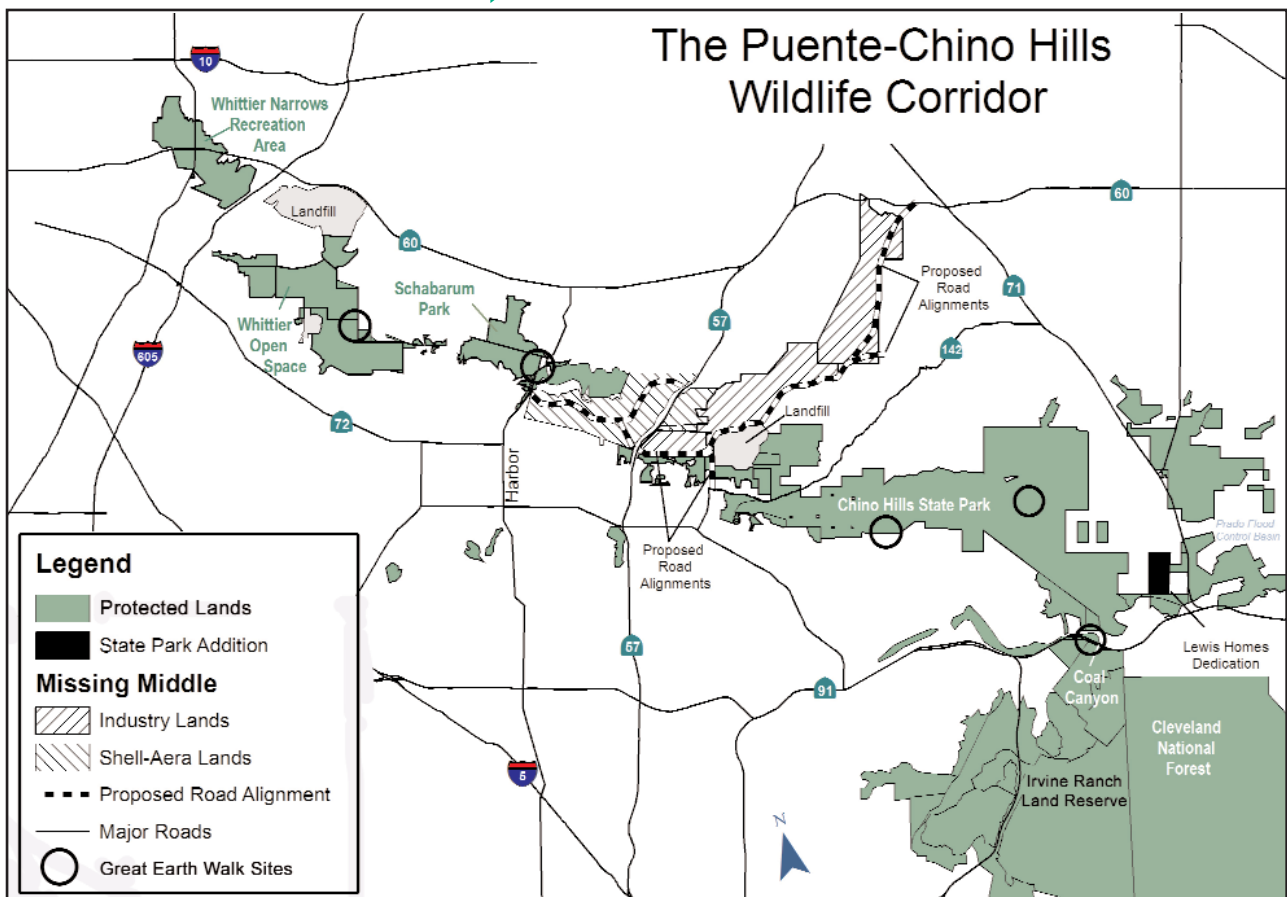 The Puente-Chino Hills
Wildlife Corridor
10
Whittier Narrows
Recreation
Area
Landfill
60
60
Schabarum
Park
Proposed
Road
Alignments
71
57
142
Whittier
Open
Space
605
72
Landfill
Harbor
Chino Hills State Park
Prado Flood
Control Basin
Proposed
Road
Alignments
Lewis Homes
Dedication
57
91
Coal
Canyon
Cleveland
National
Forest
5
Irvine Ranch
Land Reserve
N
Legend
Protected Lands
State Park Addition
Missing Middle
Industry Lands
Shell-Aera Lands
Proposed Road Alignment
Major Roads
Great Earth Walk Sites